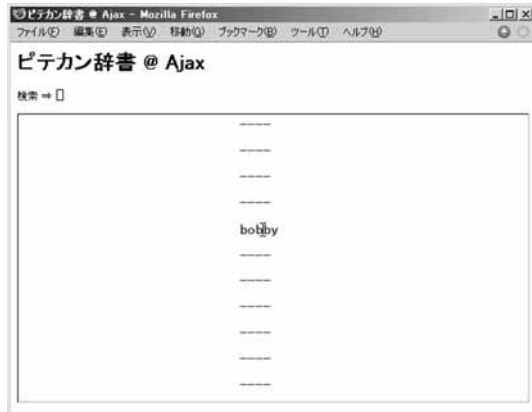 ピテカン辞書 @ Ajax - Mozilla Firefox
ファイル(F) 編集(E) 表示(V) 移動(G) ブックマーク(B) ツール(T) ヘルプ(H)
ピテカン辞書 @ Ajax
検索 ⇒
----
----
----
----
bobby
----
----
----
----
----
----